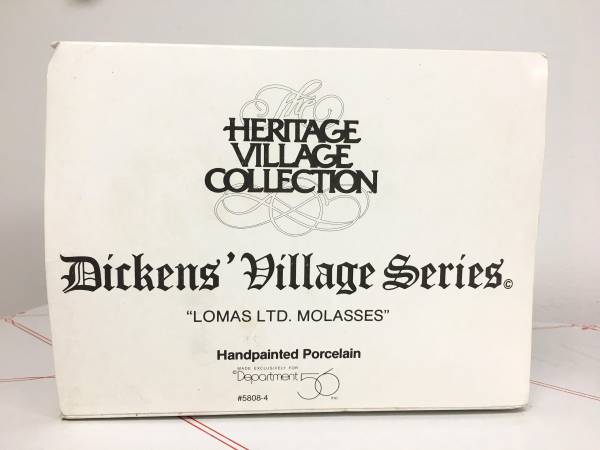 The
HERITAGE
VILLAGE
COLLECTION
Dickens' Village Series©
"LOMAS LTD. MOLASSES"
Handpainted Porcelain
MADE EXCLUSIVELY FOR
©Department 56 INC.
#5808-4